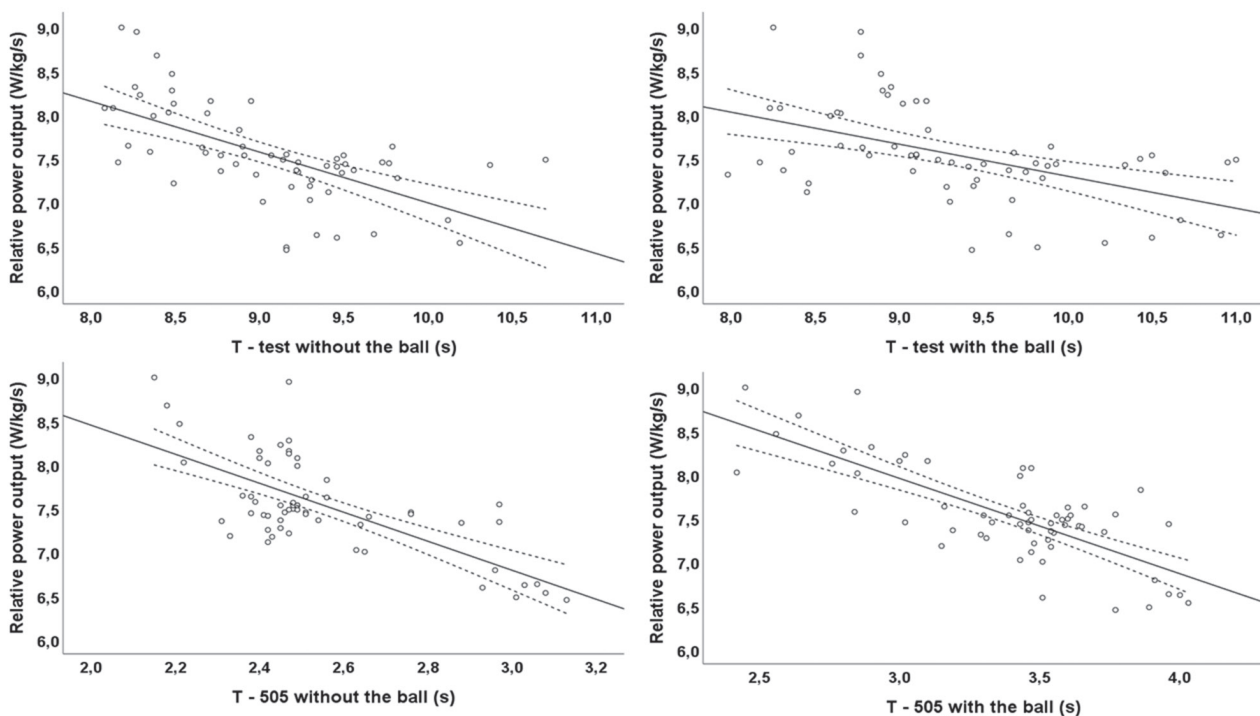 Relative power output (W/kg/s)
9,0
8,5
8,0
7,5
7,0
6,5
6,0
8,0 8,5 9,0 9,5 10,0 10,5 11,0
T - test without the ball (s)
Relative power output (W/kg/s)
9,0
8,5
8,0
7,5
7,0
6,5
6,0
8,0 8,5 9,0 9,5 10,0 10,5 11,0
T - test with the ball (s)
Relative power output (W/kg/s)
9,0
8,5
8,0
7,5
7,0
6,5
6,0
2,0 2,2 2,4 2,6 2,8 3,0 3,2
T - 505 without the ball (s)
Relative power output (W/kg/s)
9,0
8,5
8,0
7,5
7,0
6,5
6,0
2,5 3,0 3,5 4,0
T - 505 with the ball (s)